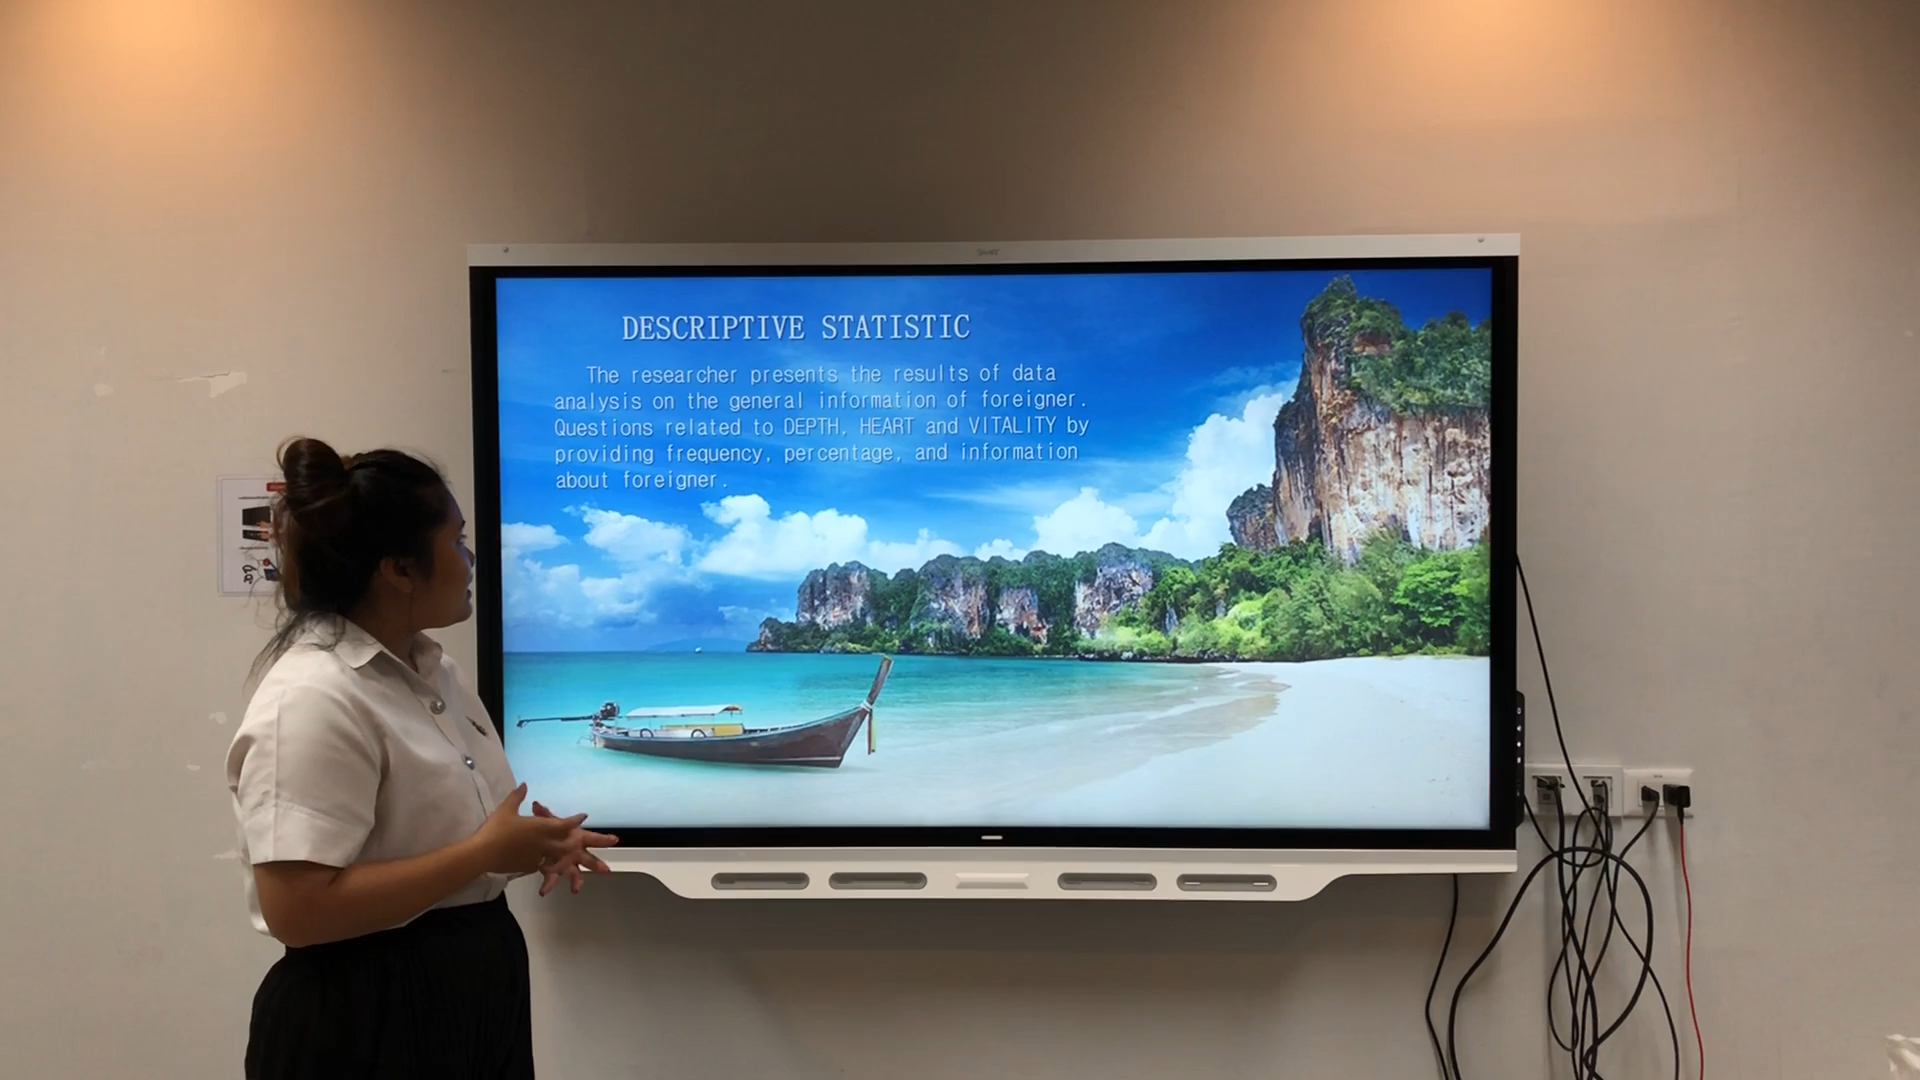 DESCRIPTIVE STATISTIC
The researcher presents the results of data
analysis on the general information of foreigner.
Questions related to DEPTH, HEART and VITALITY by
providing frequency, percentage, and information
about foreigner.